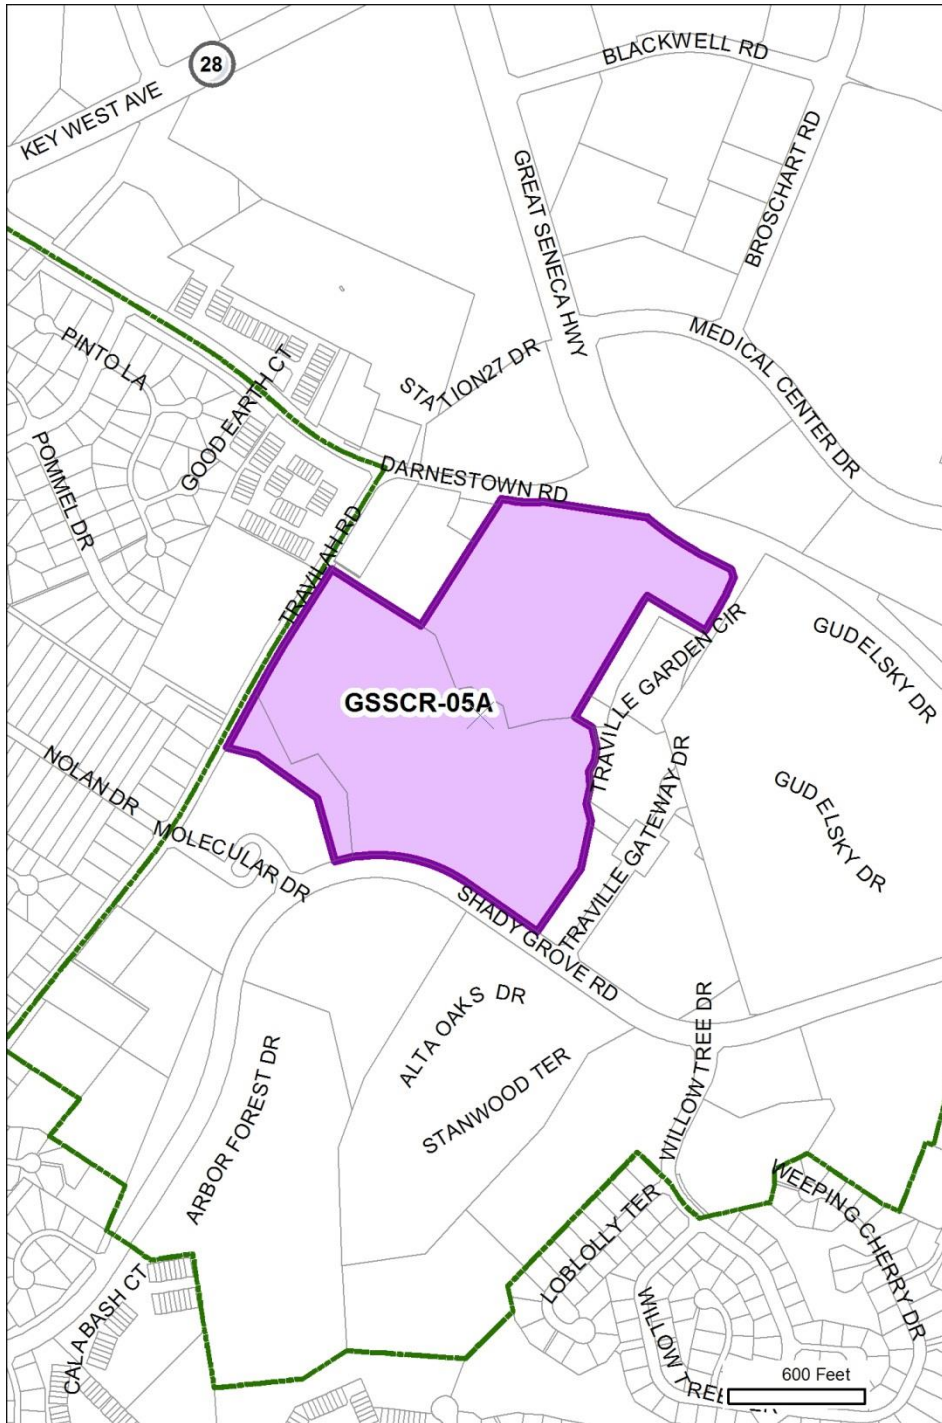 BLACKWELL RD
28
KEY WEST AVE
GREAT SENECA HWY
BROSCHART RD
PINTO LA
GOOD EARTH CT
STATION27 DR
MEDICAL CENTER DR
POMMEL DR
DARNESTOWN RD
TRAVILAH RD
GUDELSKY DR
TRAVILLE GARDEN CIR
GSSCR-05A
NOLAN DR
TRAVILLE GATEWAY DR
GUDELSKY DR
MOLECULAR DR
SHADY GROVE RD
ALTA OAKS DR
WILLOW TREE DR
ARBOR FOREST DR
STANWOOD TER
WEEPING CHERRY DR
LOBLOLLY TER
CALABASH CT
WILLOW TREE
600 Feet